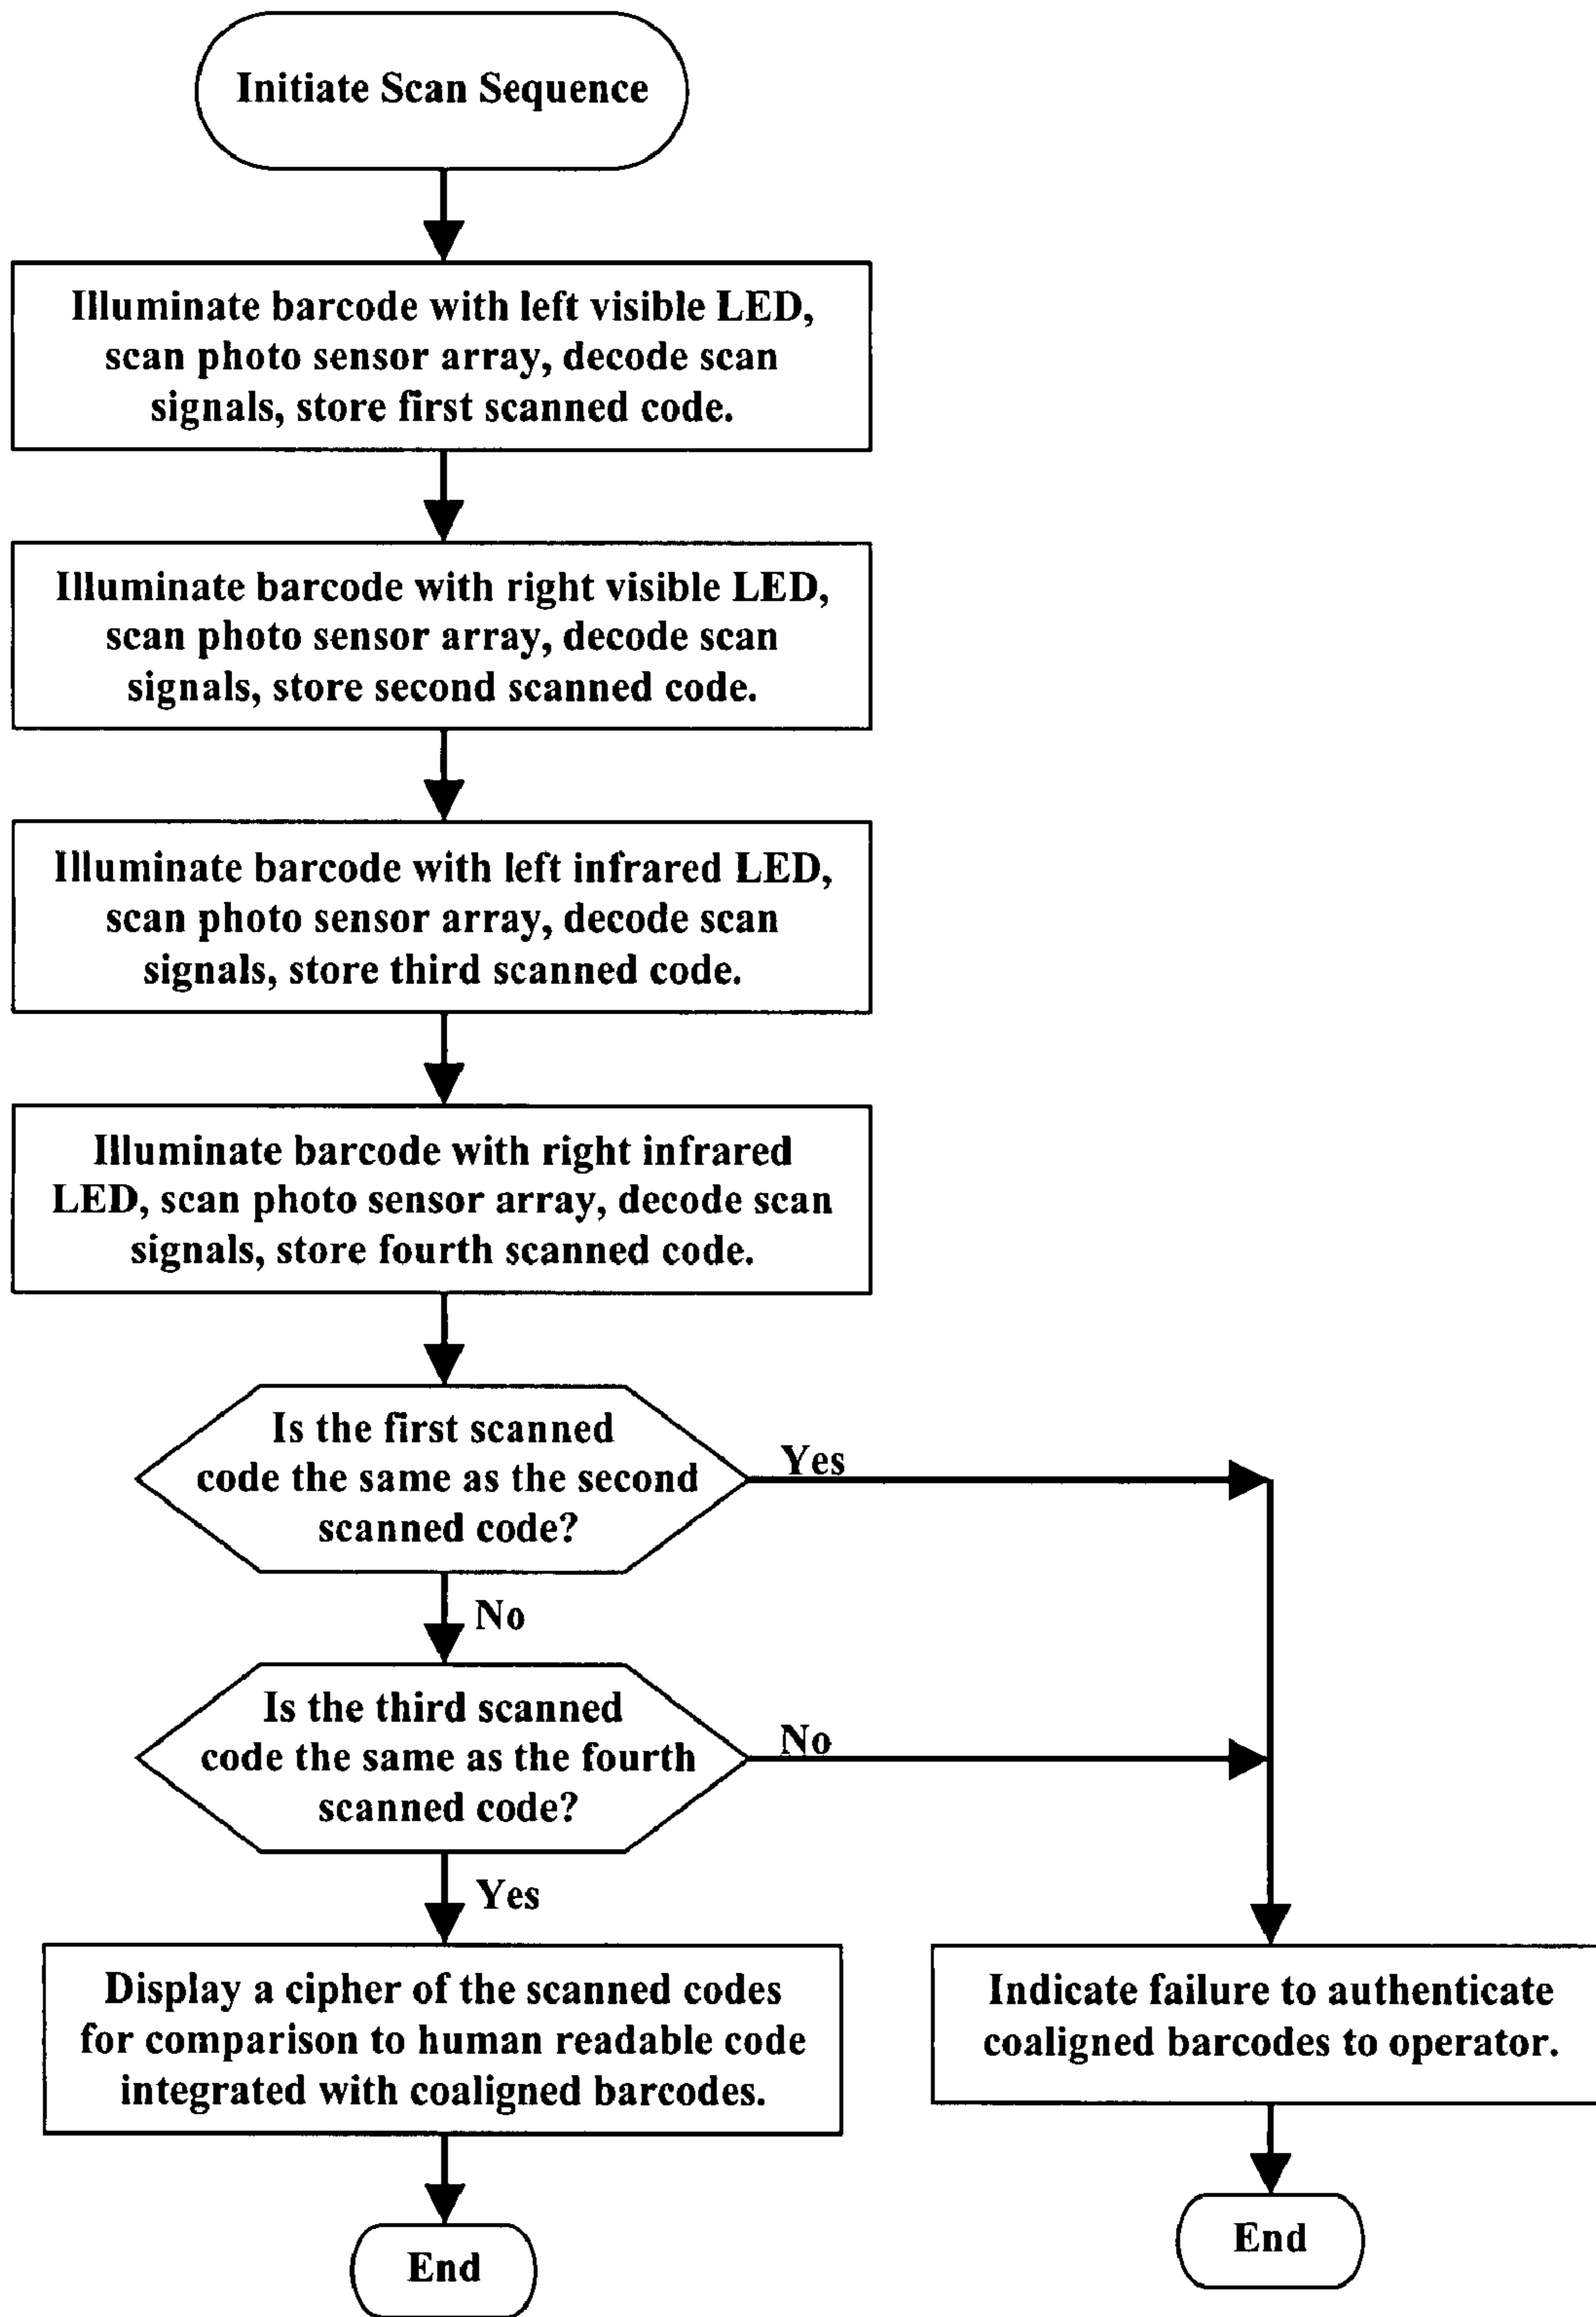 Initiate Scan Sequence
Illuminate barcode with left visible LED,
scan photo sensor array, decode scan
signals, store first scanned code.
Illuminate barcode with right visible LED,
scan photo sensor array, decode scan
signals, store second scanned code.
Illuminate barcode with left infrared LED,
scan photo sensor array, decode scan
signals, store third scanned code.
Illuminate barcode with right infrared
LED, scan photo sensor array, decode scan
signals, store fourth scanned code.
Is the first scanned
code the same as the second
scanned code?
Yes
No
Is the third scanned
code the same as the fourth
scanned code?
No
Yes
Display a cipher of the scanned codes
for comparison to human readable code
integrated with coaligned barcodes.
Indicate failure to authenticate
coaligned barcodes to operator.
End
End